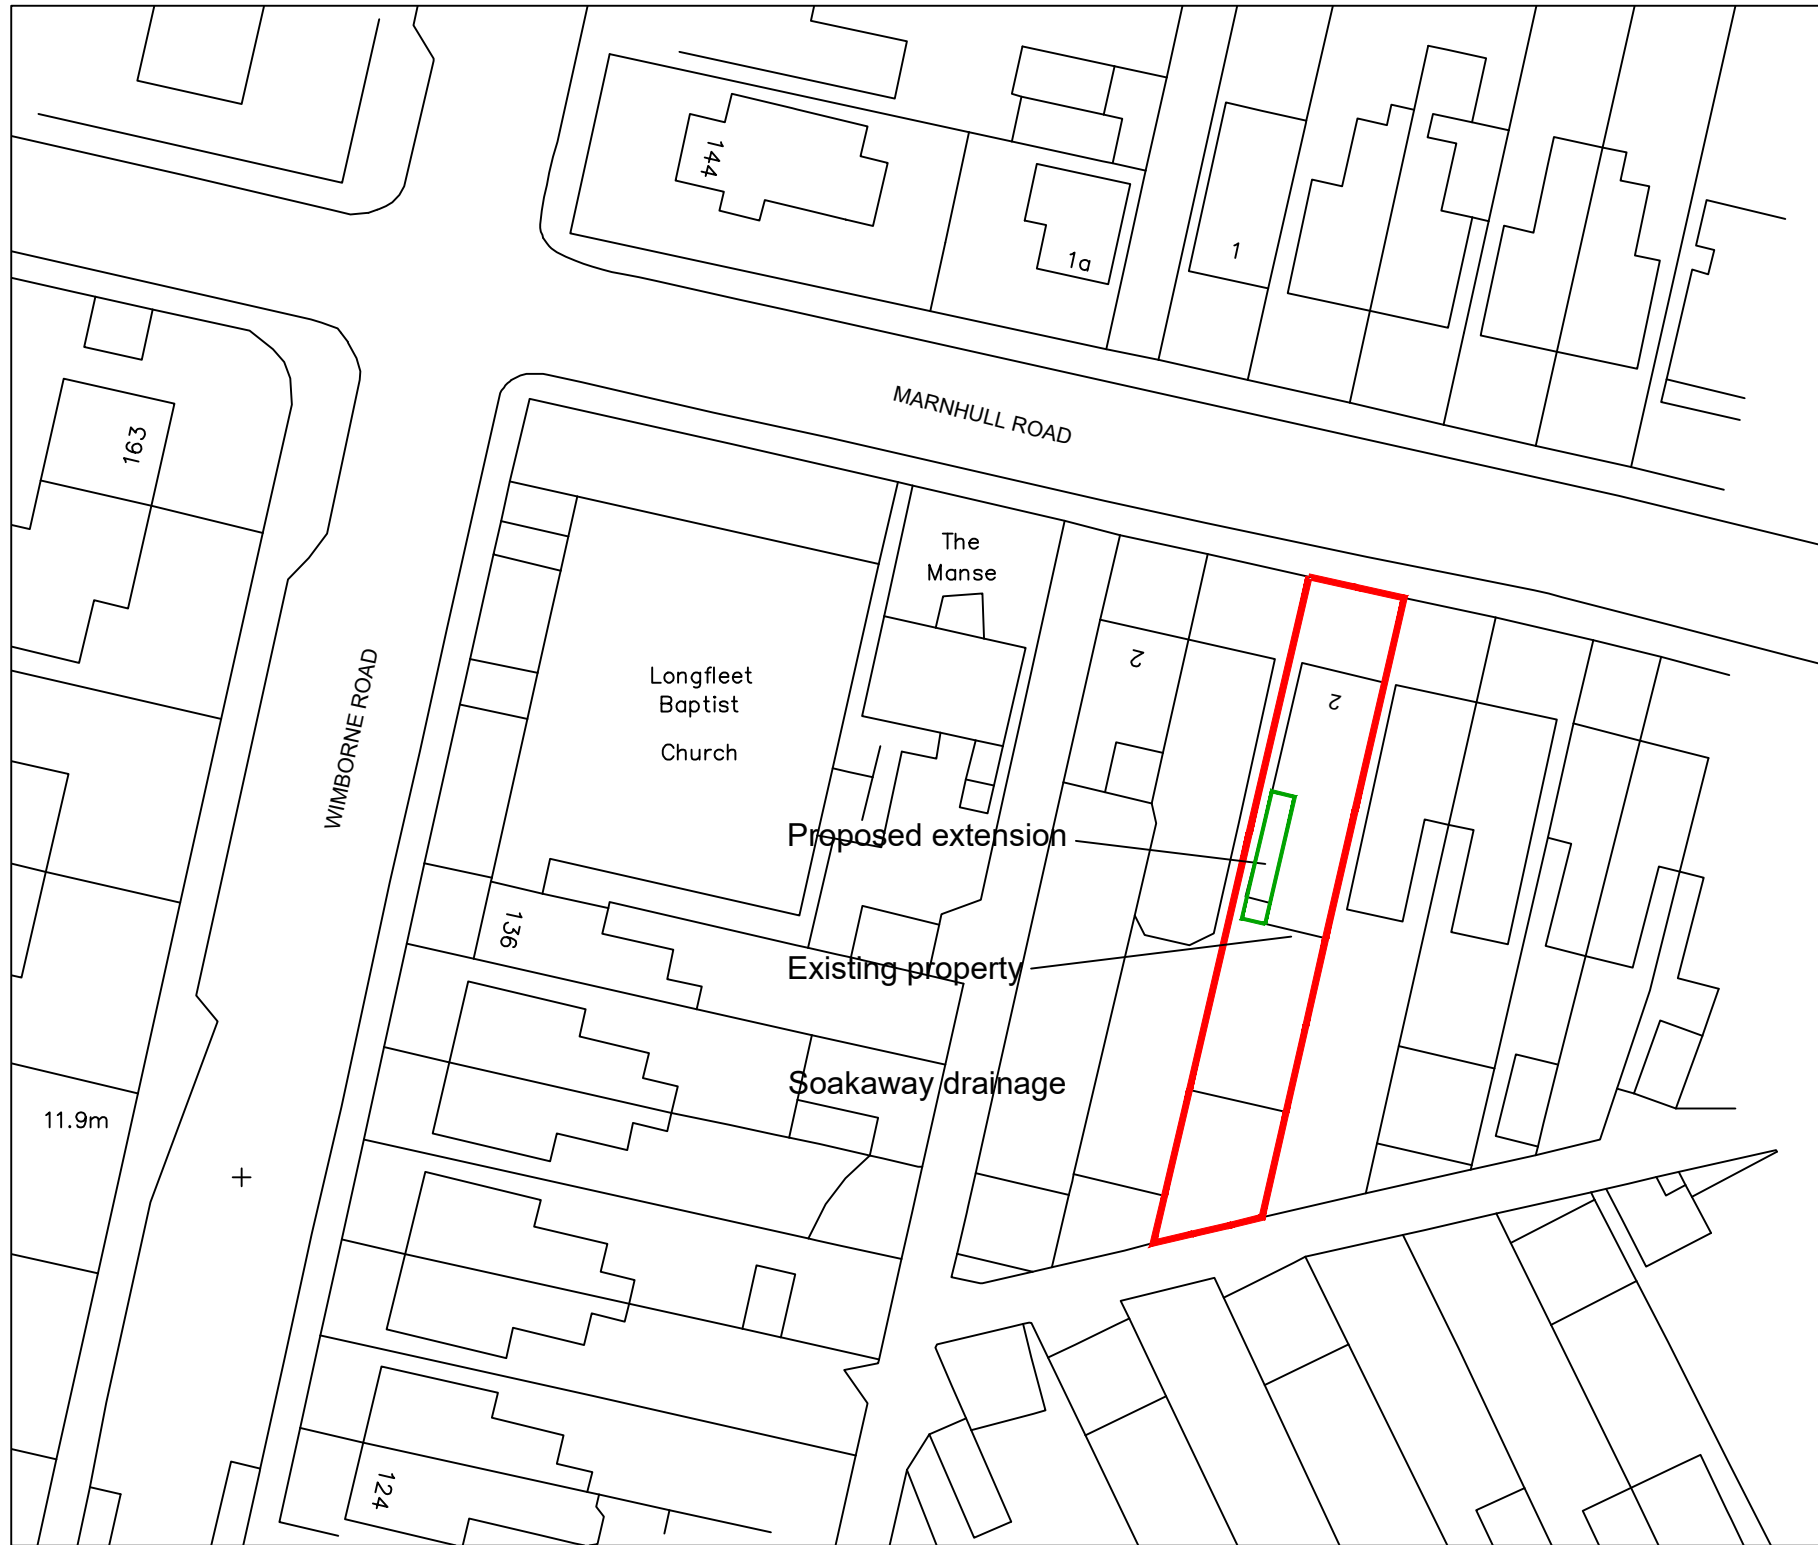 144
1a
1
163
MARNHULL ROAD
The
Manse
2
2
Longfleet
Baptist
Church
WIMBORNE ROAD
Proposed extension
136
Existing property
Soakaway drainage
11.9m
124